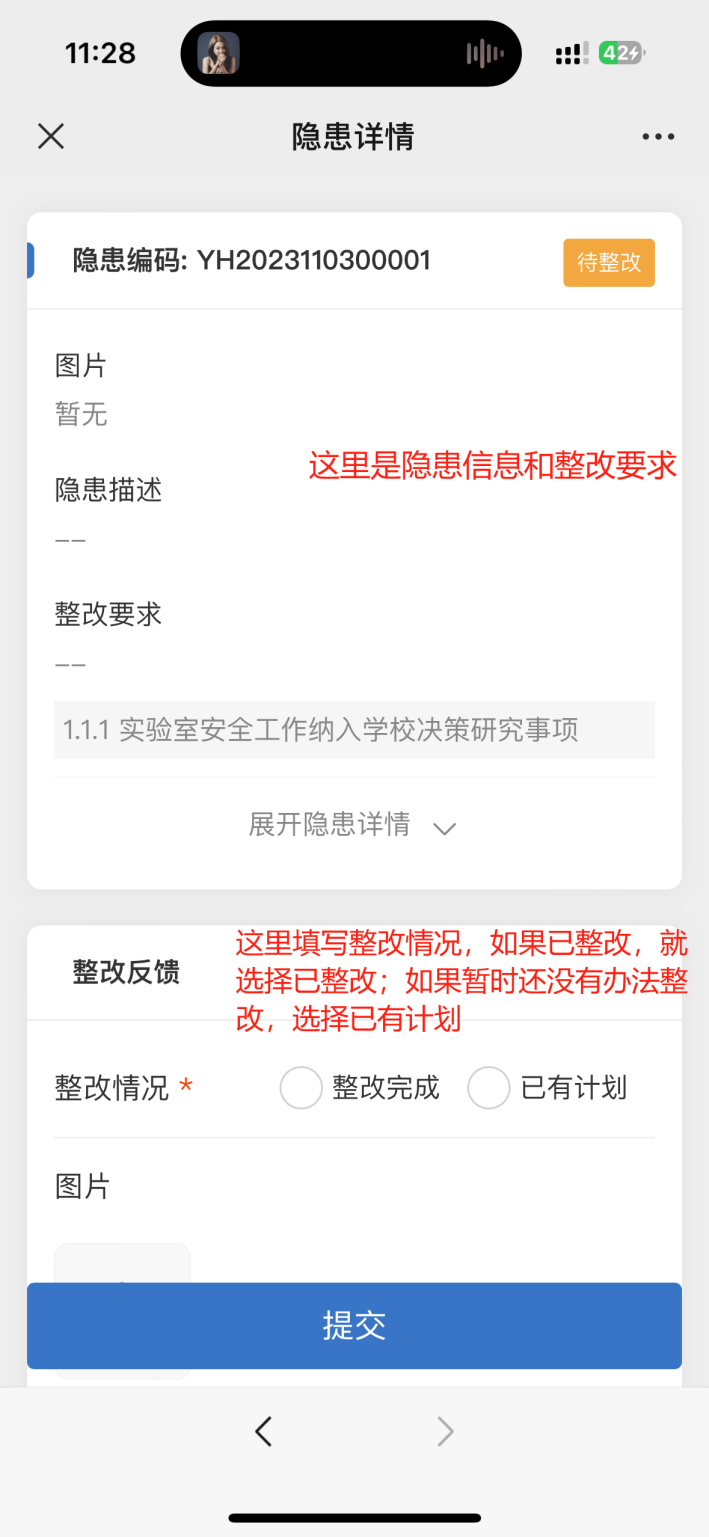 11:28
42
隐患详情
隐患编码: YH2023110300001
待整改
图片
暂无
这里是隐患信息和整改要求
隐患描述
--
整改要求
--
1.1.1 实验室安全工作纳入学校决策研究事项
展开隐患详情
这里填写整改情况，如果已整改，就
选择已整改；如果暂时还没有办法整
改，选择已有计划
整改反馈
整改情况 *
整改完成
已有计划
图片
提交